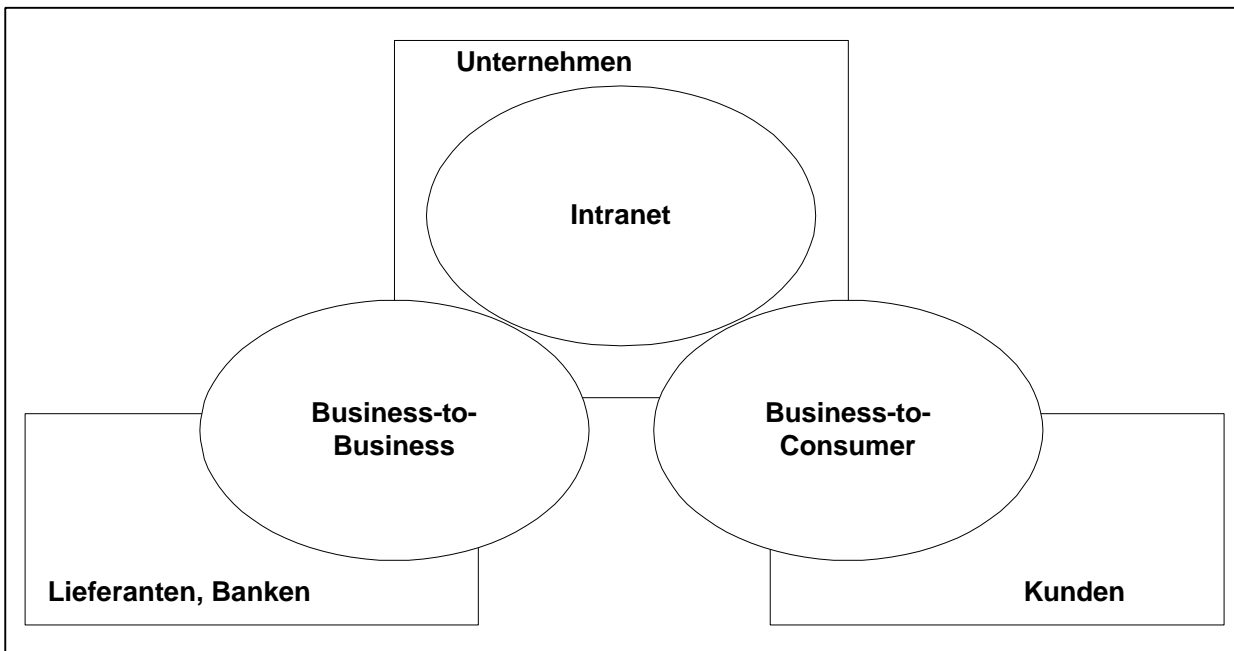 Unternehmen
Intranet
Business-to-
Business
Business-to-
Consumer
Lieferanten, Banken
Kunden